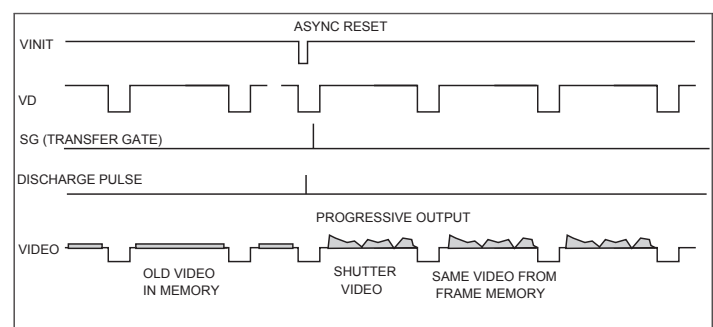 ASYNC RESET
VINIT
VD
SG (TRANSFER GATE)
DISCHARGE PULSE
PROGRESSIVE OUTPUT
VIDEO
OLD VIDEO
IN MEMORY
SHUTTER
VIDEO
SAME VIDEO FROM
FRAME MEMORY